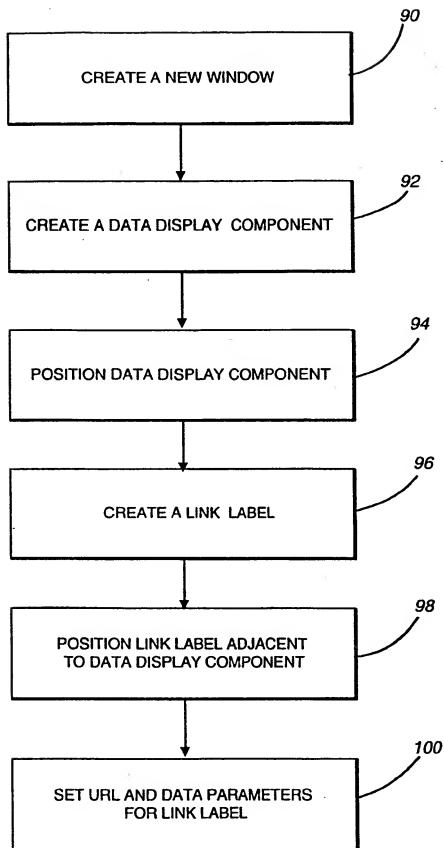 90
CREATE A NEW WINDOW
92
CREATE A DATA DISPLAY COMPONENT
94
POSITION DATA DISPLAY COMPONENT
96
CREATE A LINK LABEL
98
POSITION LINK LABEL ADJACENT
TO DATA DISPLAY COMPONENT
100
SET URL AND DATA PARAMETERS
FOR LINK LABEL